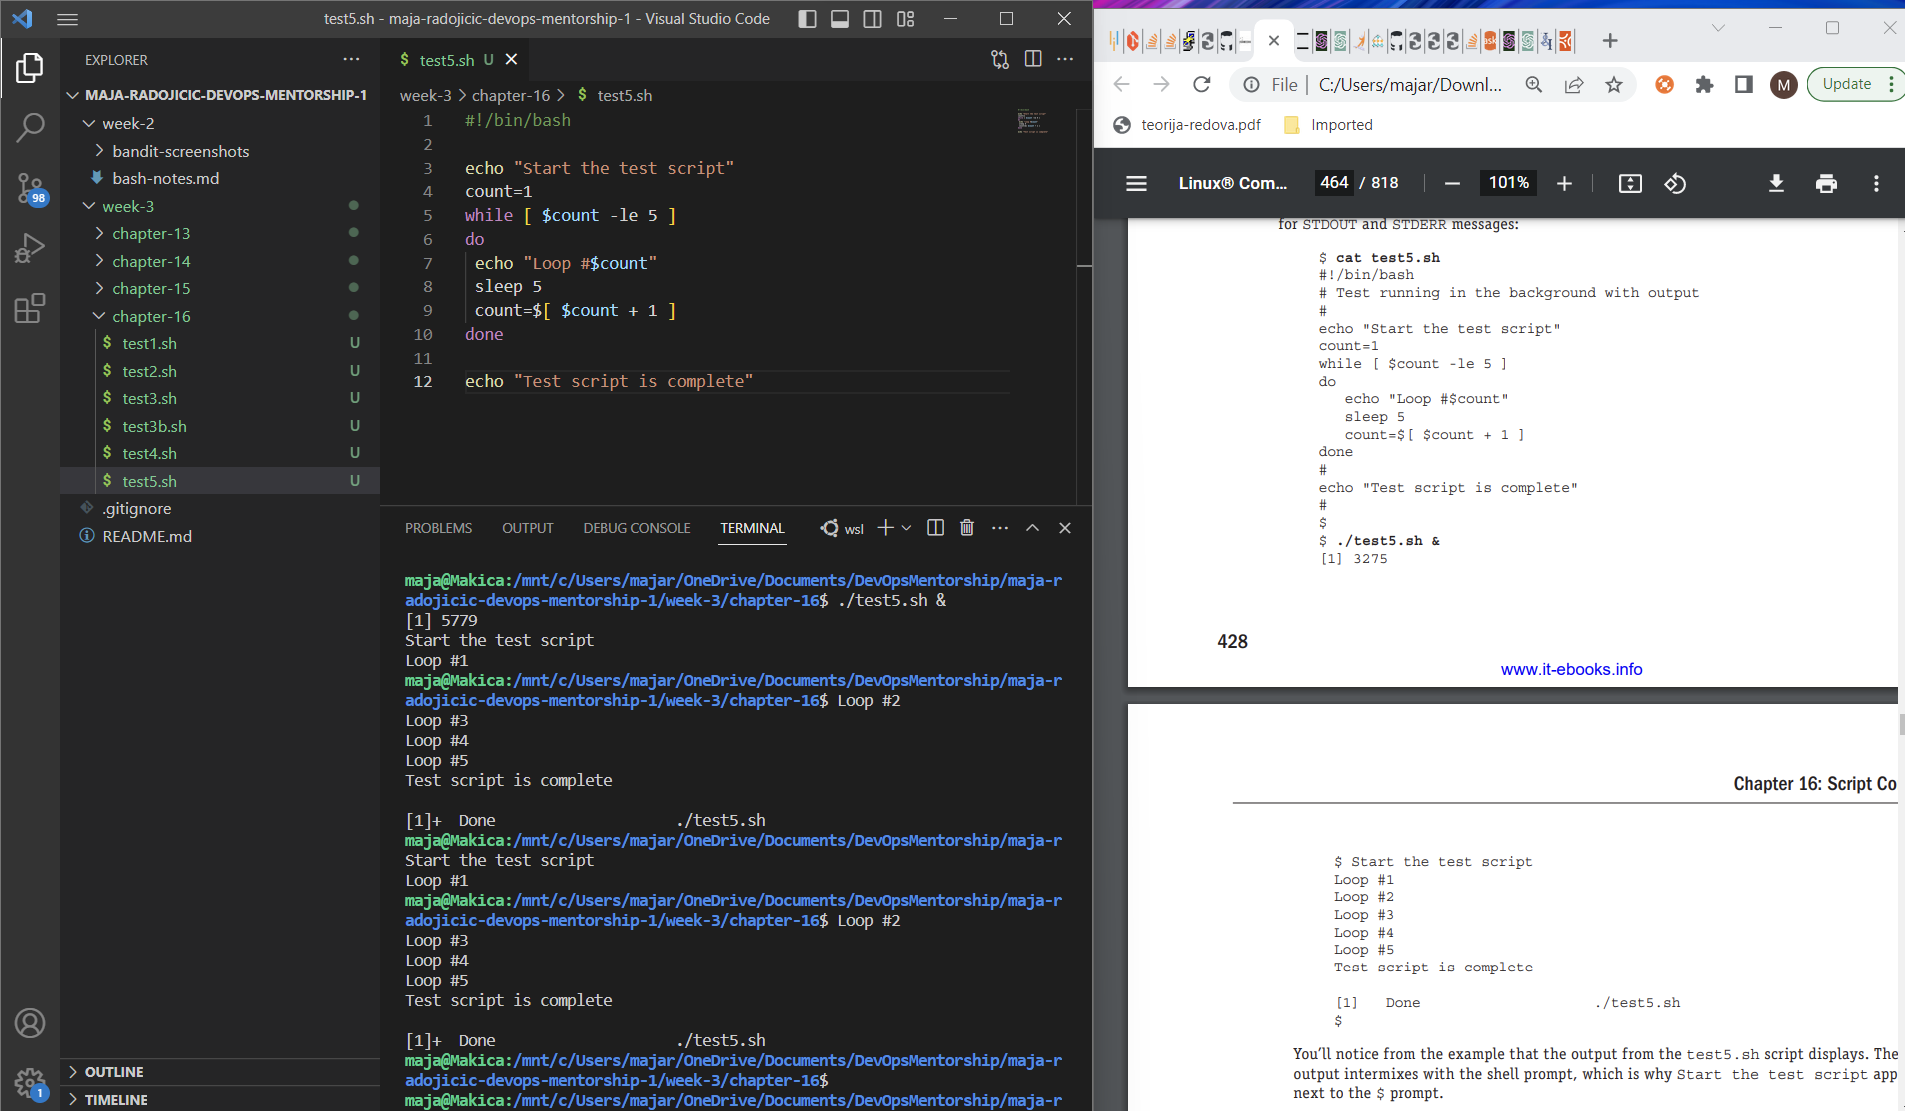 test5.sh - maja-radojicic-devops-mentorship-1 - Visual Studio Code
EXPLORER
MAJA-RADOJICIC-DEVOPS-MENTORSHIP-1
week-2
bandit-screenshots
bash-notes.md
week-3
chapter-13
chapter-14
chapter-15
chapter-16
$ test1.sh U
$ test2.sh U
$ test3.sh U
$ test3b.sh U
$ test4.sh U
$ test5.sh U
.gitignore
README.md
OUTLINE
TIMELINE
98
1
$ test5.sh U
week-3 > chapter-16 > $ test5.sh
1 #!/bin/bash
2
3 echo "Start the test script"
4 count=1
5 while [ $count -le 5 ]
6 do
7 echo "Loop #$count"
8 sleep 5
9 count=$[ $count + 1 ]
10 done
11
12 echo "Test script is complete"
PROBLEMS OUTPUT DEBUG CONSOLE TERMINAL wsl
maja@Makica:/mnt/c/Users/majar/OneDrive/Documents/DevOpsMentorship/maja-r
adojicic-devops-mentorship-1/week-3/chapter-16$ ./test5.sh &
[1] 5779
Start the test script
Loop #1
maja@Makica:/mnt/c/Users/majar/OneDrive/Documents/DevOpsMentorship/maja-r
adojicic-devops-mentorship-1/week-3/chapter-16$ Loop #2
Loop #3
Loop #4
Loop #5
Test script is complete
[1]+ Done ./test5.sh
maja@Makica:/mnt/c/Users/majar/OneDrive/Documents/DevOpsMentorship/maja-r
Start the test script
Loop #1
maja@Makica:/mnt/c/Users/majar/OneDrive/Documents/DevOpsMentorship/maja-r
adojicic-devops-mentorship-1/week-3/chapter-16$ Loop #2
Loop #3
Loop #4
Loop #5
Test script is complete
[1]+ Done ./test5.sh
maja@Makica:/mnt/c/Users/majar/OneDrive/Documents/DevOpsMentorship/maja-r
adojicic-devops-mentorship-1/week-3/chapter-16$
maja@Makica:/mnt/c/Users/majar/OneDrive/Documents/DevOpsMentorship/maja-r
File | C:/Users/majar/Downl...
M
Update
teorija-redova.pdf
Imported
Linux® Com... 464 / 818 101%
for STDOUT and STDERR messages:
$ cat test5.sh
#!/bin/bash
# Test running in the background with output
#
echo "Start the test script"
count=1
while [ $count -le 5 ]
do
echo "Loop #$count"
sleep 5
count=$[ $count + 1 ]
done
#
echo "Test script is complete"
#
$
$ ./test5.sh &
[1] 3275
428
www.it-ebooks.info
Chapter 16: Script Co
$ Start the test script
Loop #1
Loop #2
Loop #3
Loop #4
Loop #5
Test script is complete
[1] Done ./test5.sh
$
You'll notice from the example that the output from the test5.sh script displays. The
output intermixes with the shell prompt, which is why Start the test script app
next to the $ prompt.